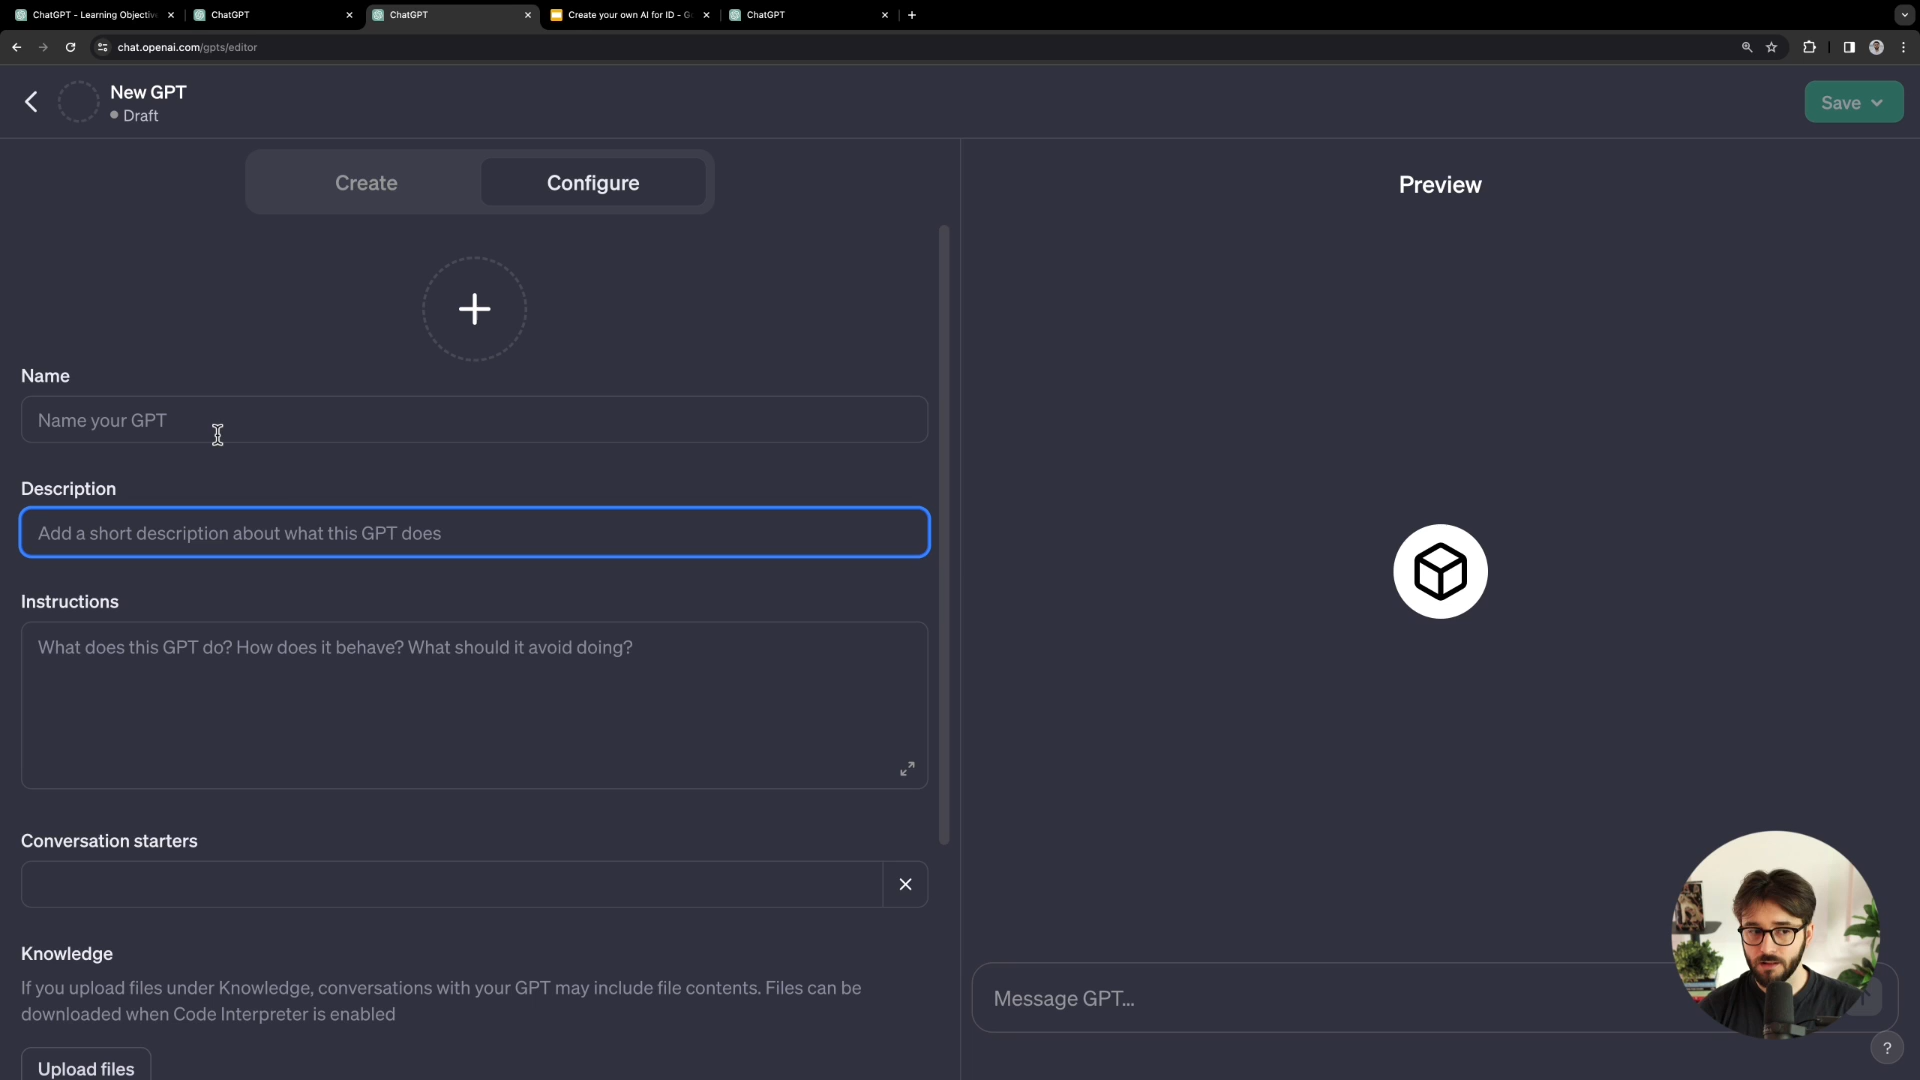 ChatGPT - Learning Objective
ChatGPT
ChatGPT
Create your own AI for ID - G
ChatGPT
chat.openai.com/gpts/editor
New GPT
Draft
Save
Create
Configure
Preview
Name
Name your GPT
Description
Add a short description about what this GPT does
Instructions
What does this GPT do? How does it behave? What should it avoid doing?
Conversation starters
Knowledge
If you upload files under Knowledge, conversations with your GPT may include file contents. Files can be
downloaded when Code Interpreter is enabled
Upload files
Message GPT…
?